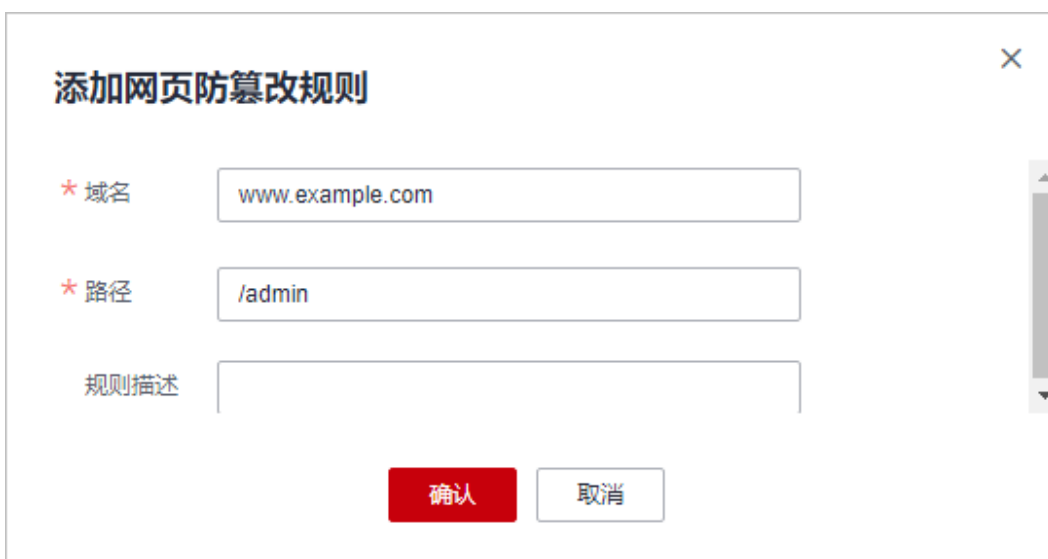 添加网页防篡改规则
* 域名 www.example.com
* 路径 /admin
规则描述
确认 取消